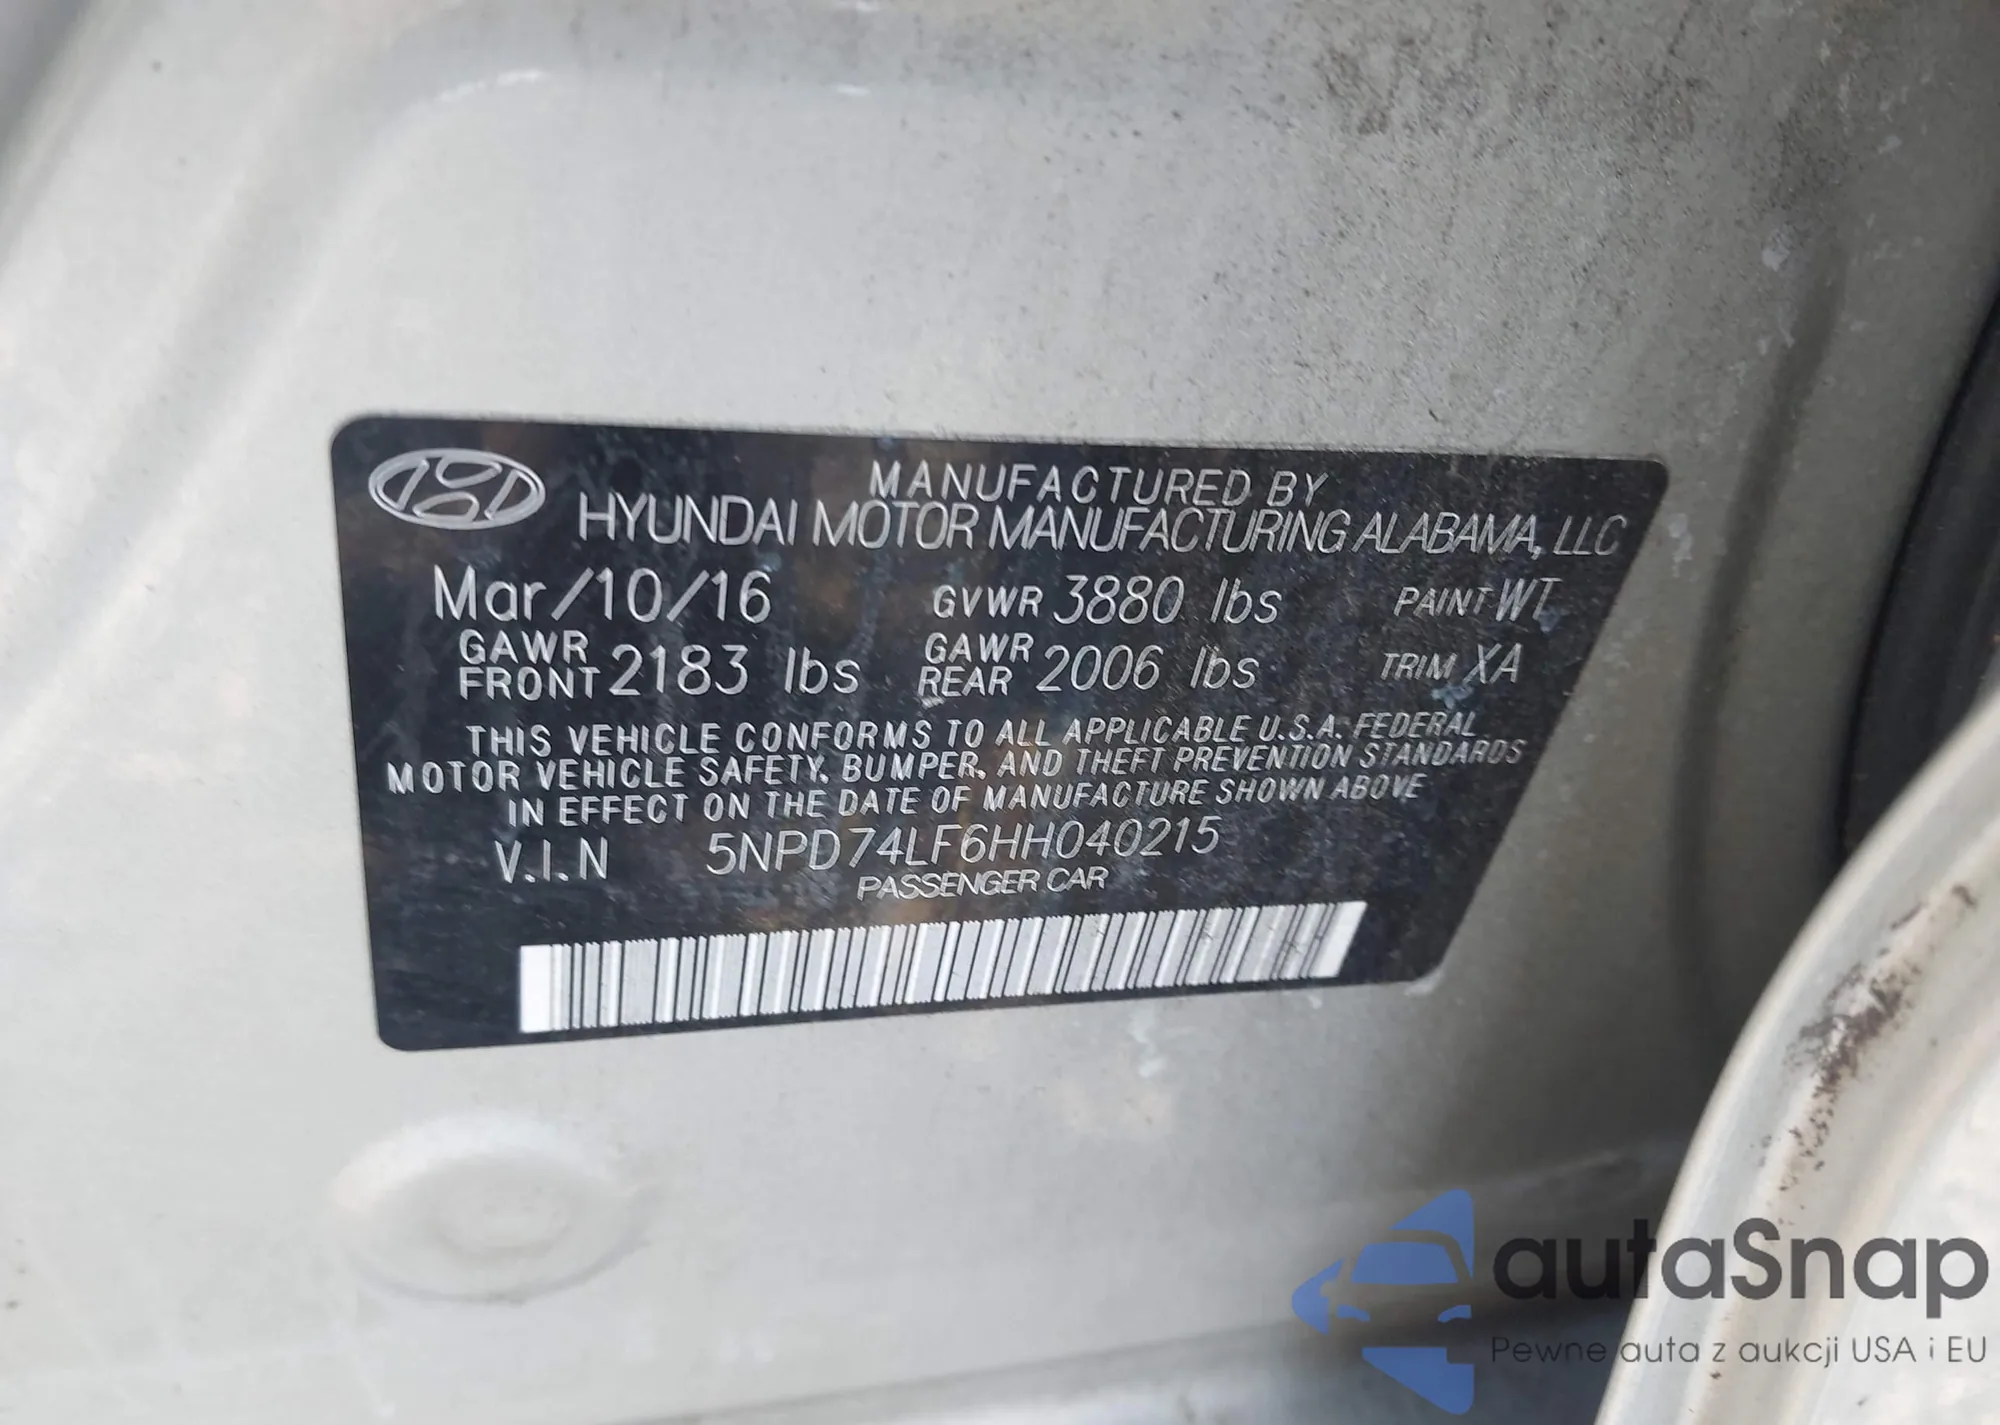 MANUFACTURED BY
HYUNDAI MOTOR MANUFACTURING ALABAMA, LLC
Mar/10/16 GVWR 3880 lbs PAINT WT
GAWR FRONT 2183 lbs GAWR REAR 2006 lbs TRIM XA
THIS VEHICLE CONFORMS TO ALL APPLICABLE U.S.A. FEDERAL
MOTOR VEHICLE SAFETY, BUMPER, AND THEFT PREVENTION STANDARDS
IN EFFECT ON THE DATE OF MANUFACTURE SHOWN ABOVE
V.I.N 5NPD74LF6HH040215
PASSENGER CAR
autaSnap
Pewne auta z aukcji USA i EU